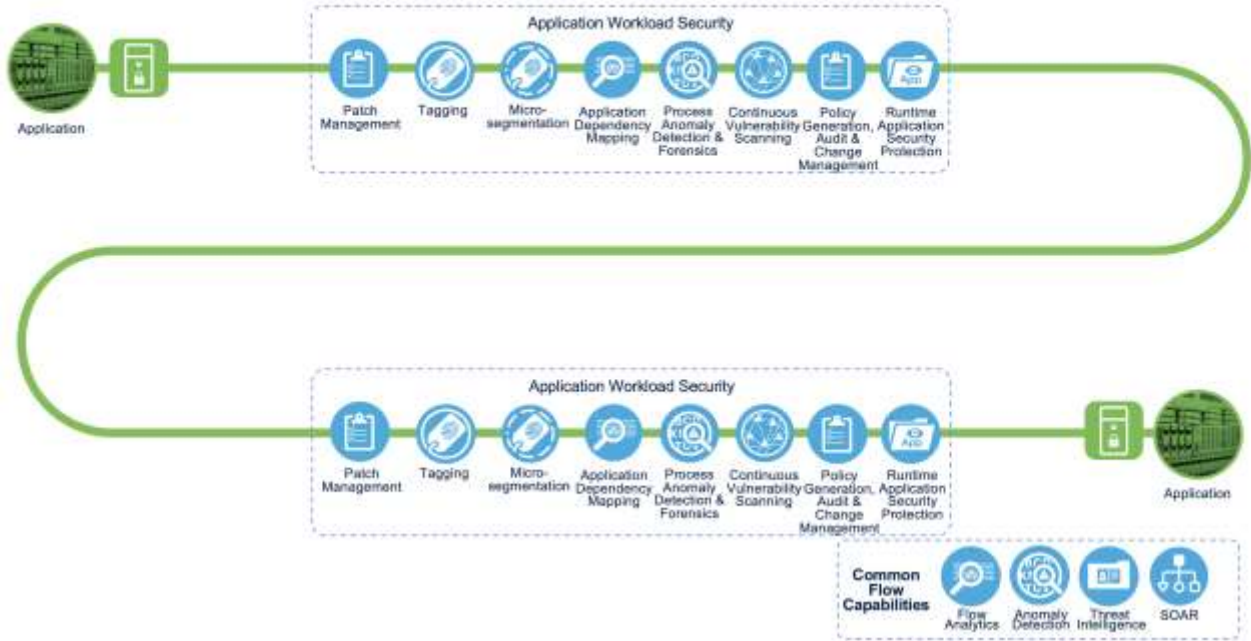 Application Workload Security
Application
Patch
Management
Tagging
Micro-
segmentation
Application
Dependency
Mapping
Process
Anomaly
Detection &
Forensics
Continuous
Vulnerability
Scanning
Policy
Generation,
Audit &
Change
Management
Runtime
Application
Security
Protection
App
Application Workload Security
Patch
Management
Tagging
Micro-
segmentation
Application
Dependency
Mapping
Process
Anomaly
Detection &
Forensics
Continuous
Vulnerability
Scanning
Policy
Generation,
Audit &
Change
Management
Runtime
Application
Security
Protection
App
Application
Common
Flow
Capabilities
Flow
Analytics
Anomaly
Detection
Threat
Intelligence
SOAR